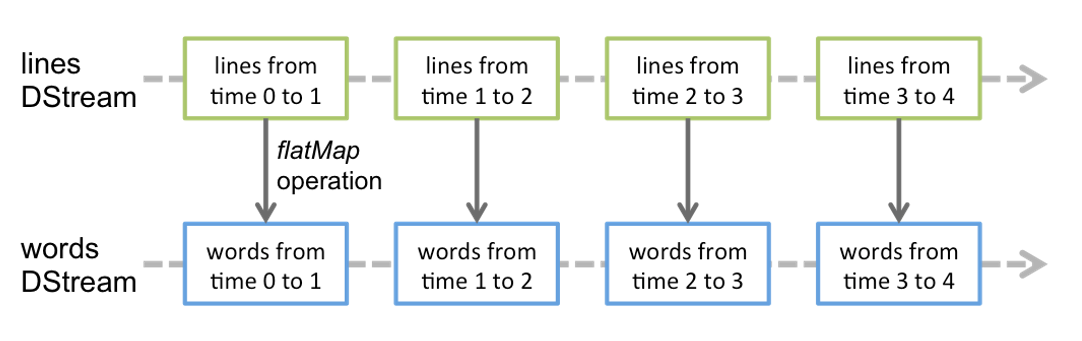 lines
DStream
lines from
time 0 to 1
lines from
time 1 to 2
lines from
time 2 to 3
lines from
time 3 to 4
flatMap
operation
words
DStream
words from
time 0 to 1
words from
time 1 to 2
words from
time 2 to 3
words from
time 3 to 4